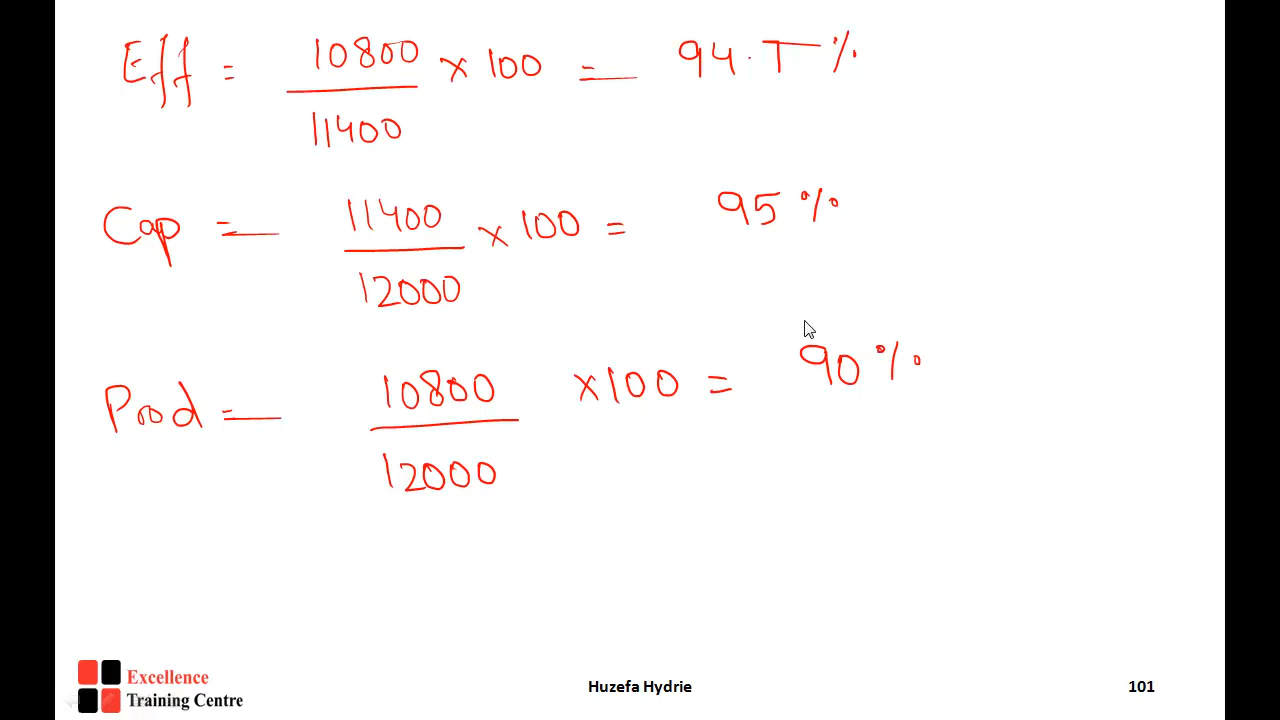 Eff = 10800 / 11400 × 100 = 94.7 %
Cap = 11400 / 12000 × 100 = 95 %
Prod = 10800 / 12000 × 100 = 90 %
Excellence
Training Centre
Huzefa Hydrie
101